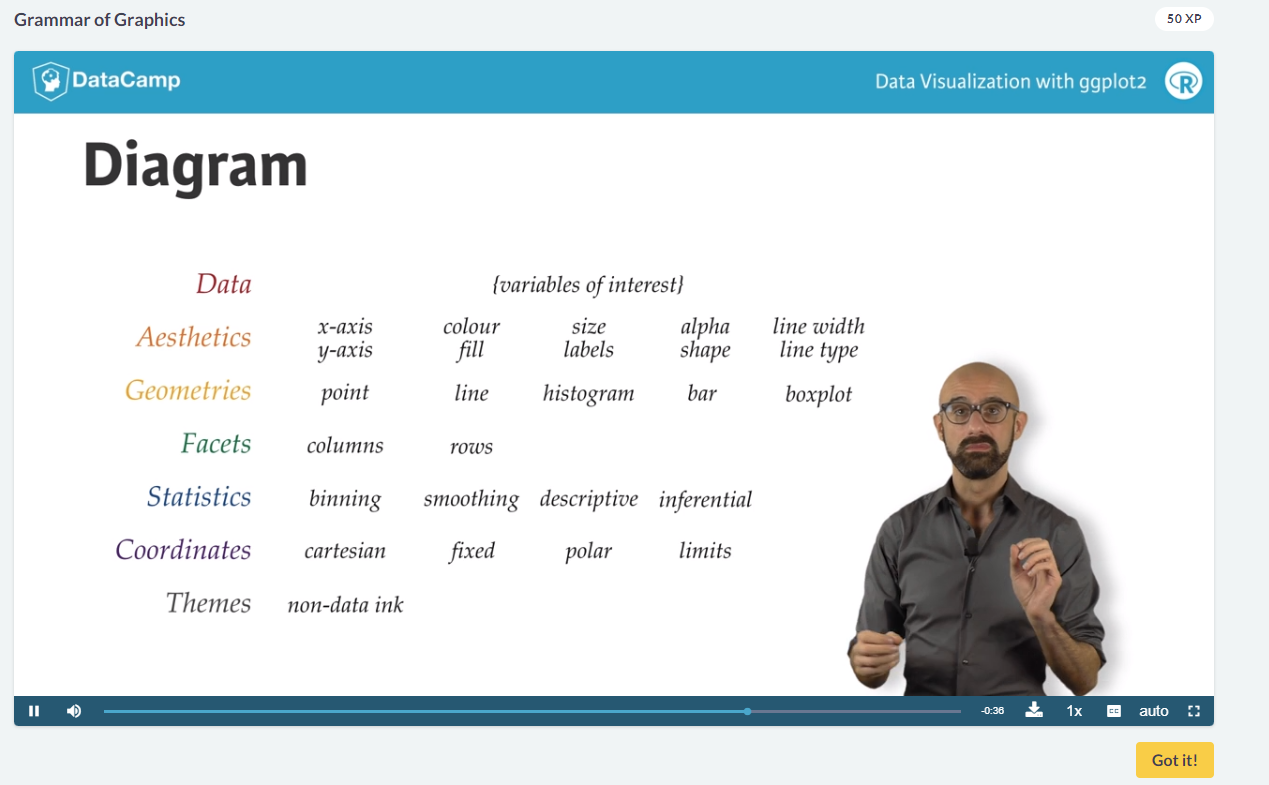 Grammar of Graphics
50 XP
DataCamp
Data Visualization with ggplot2
R
Diagram
Data {variables of interest}
Aesthetics x-axis colour size alpha line width
y-axis fill labels shape line type
Geometries point line histogram bar boxplot
Facets columns rows
Statistics binning smoothing descriptive inferential
Coordinates cartesian fixed polar limits
Themes non-data ink
-0:36 1x CC auto
Got it!